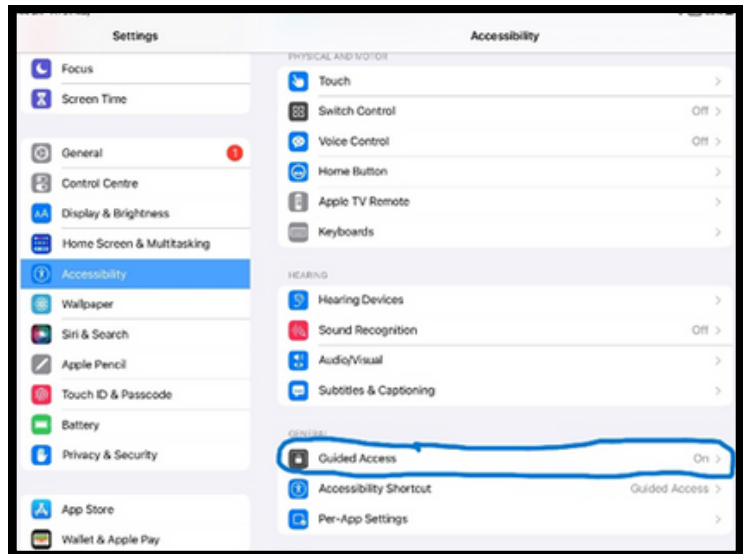 Settings
Focus
Screen Time
General
1
Control Centre
Display & Brightness
Home Screen & Multitasking
Accessibility
Wallpaper
Siri & Search
Apple Pencil
Touch ID & Passcode
Battery
Privacy & Security
App Store
Wallet & Apple Pay
Accessibility
PHYSICAL AND MOTOR
Touch
Switch Control Off
Voice Control Off
Home Button
Apple TV Remote
Keyboards
HEARING
Hearing Devices
Sound Recognition Off
Audio/Visual
Subtitles & Captioning
GENERAL
Guided Access On
Accessibility Shortcut Guided Access
Per-App Settings